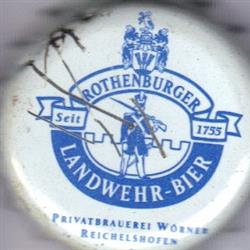 ROTHENBURGER
Seit 1755
LANDWEHR-BIER
PRIVATBRAUEREI WÖRNER
REICHELSHOFEN